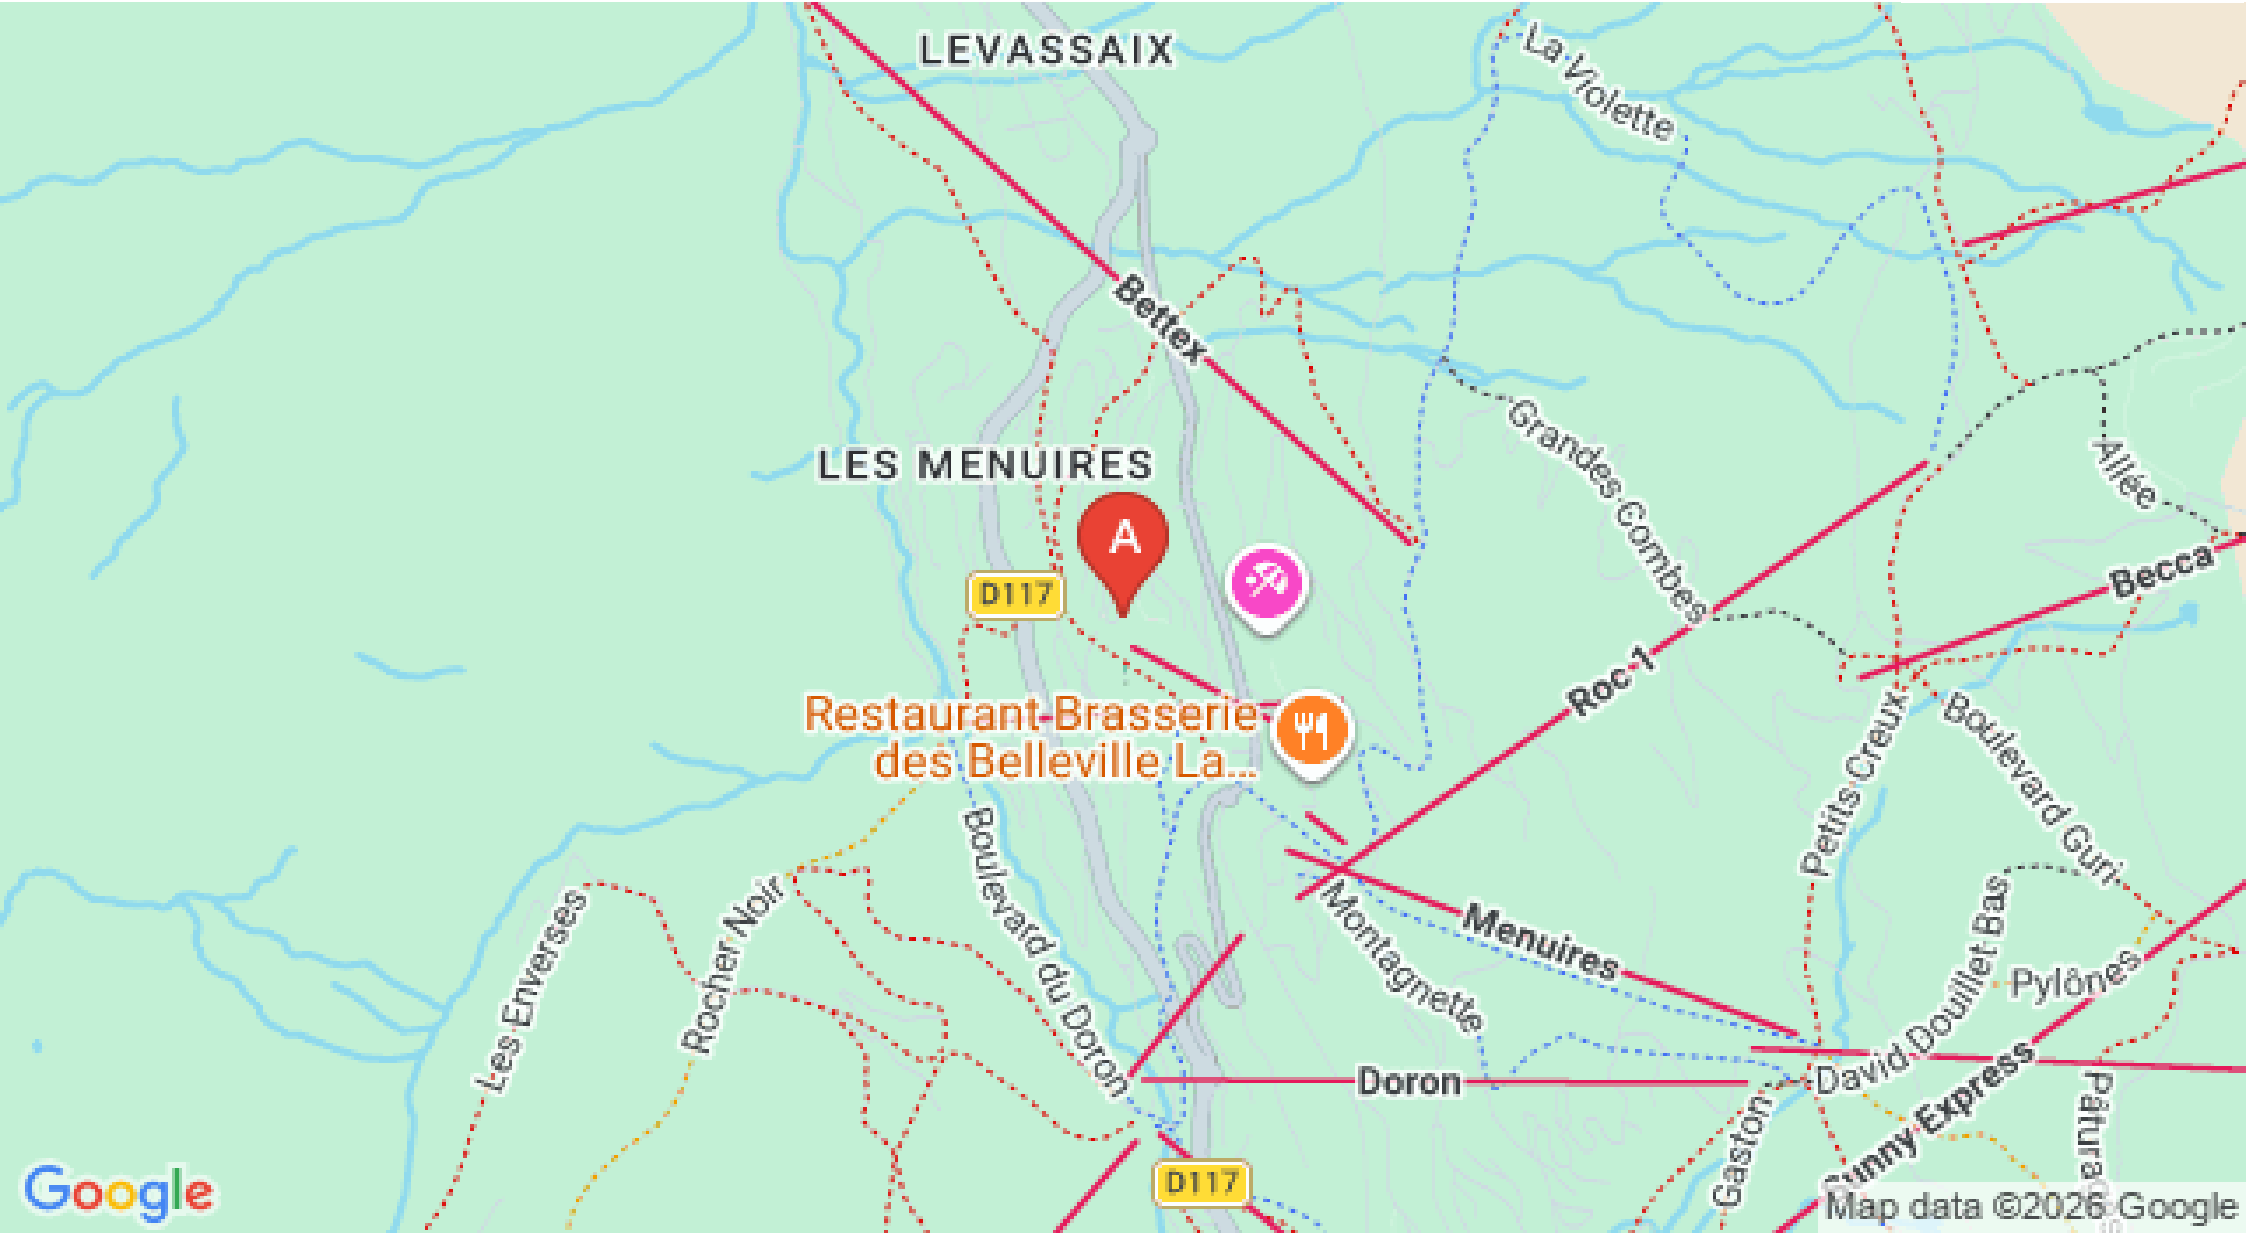 LEVASSAIX
La Violette
Bettex
Grandes Combes
Allée
LES MENUIRES
A
D117
Becca
Roc 1
Restaurant Brasserie
des Belleville La...
Petits Creux
Boulevard Guri
Boulevard du Doron
Les Enverses
Rocher Noir
Montagnette
Menuires
David Douillet Bas
Pylônes
Doron
Sunny Express
Gaston
D117
Google
Map data ©2026 Google